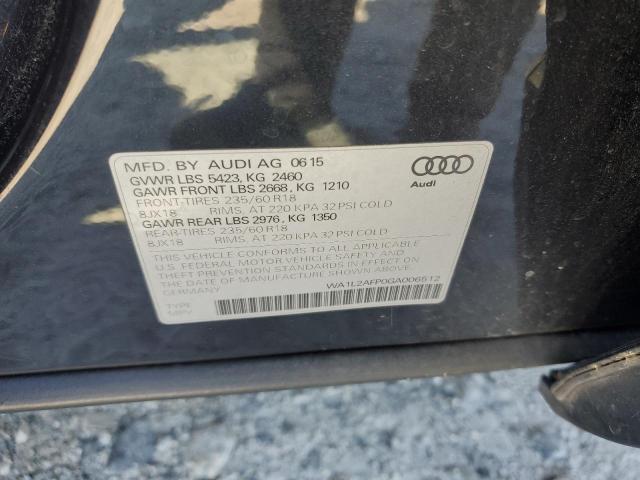 MFD. BY AUDI AG 06 15
GVWR LBS 5423, KG 2460
GAWR FRONT LBS 2668, KG 1210
FRONT-TIRES 235/60 R18
8JX18 RIMS, AT 220 KPA 32 PSI COLD
GAWR REAR LBS 2976, KG 1350
REAR-TIRES 235/60 R18
8JX18 RIMS, AT 220 KPA 32 PSI COLD
THIS VEHICLE CONFORMS TO ALL APPLICABLE
U.S. FEDERAL MOTOR VEHICLE SAFETY AND
THEFT PREVENTION STANDARDS IN EFFECT ON
THE DATE OF MANUFACTURE SHOWN ABOVE.
GERMANY
WA1L2AFP0GA006512
TYPE
MPV
Audi